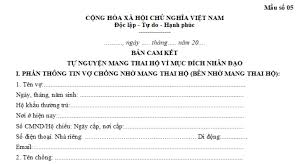 Mẫu số 05
CỘNG HÒA XÃ HỘI CHỦ NGHĨA VIỆT NAM
Độc lập - Tự do - Hạnh phúc
---------------
........, ngày ..... tháng..... năm 20....
BẢN CAM KẾT
TỰ NGUYỆN MANG THAI HỘ VÌ MỤC ĐÍCH NHÂN ĐẠO
I. PHẦN THÔNG TIN VỢ CHỒNG NHỜ MANG THAI HỘ (BÊN NHỜ MANG THAI HỘ):
1. Tên vợ:
Ngày, tháng, năm sinh:
Hộ khẩu thường trú:
Nơi ở hiện nay:
Số CMND/Hộ chiếu: Ngày cấp, nơi cấp:
Số điện thoại. Nhà riêng: Di động:
Email:
2. Tên chồng: